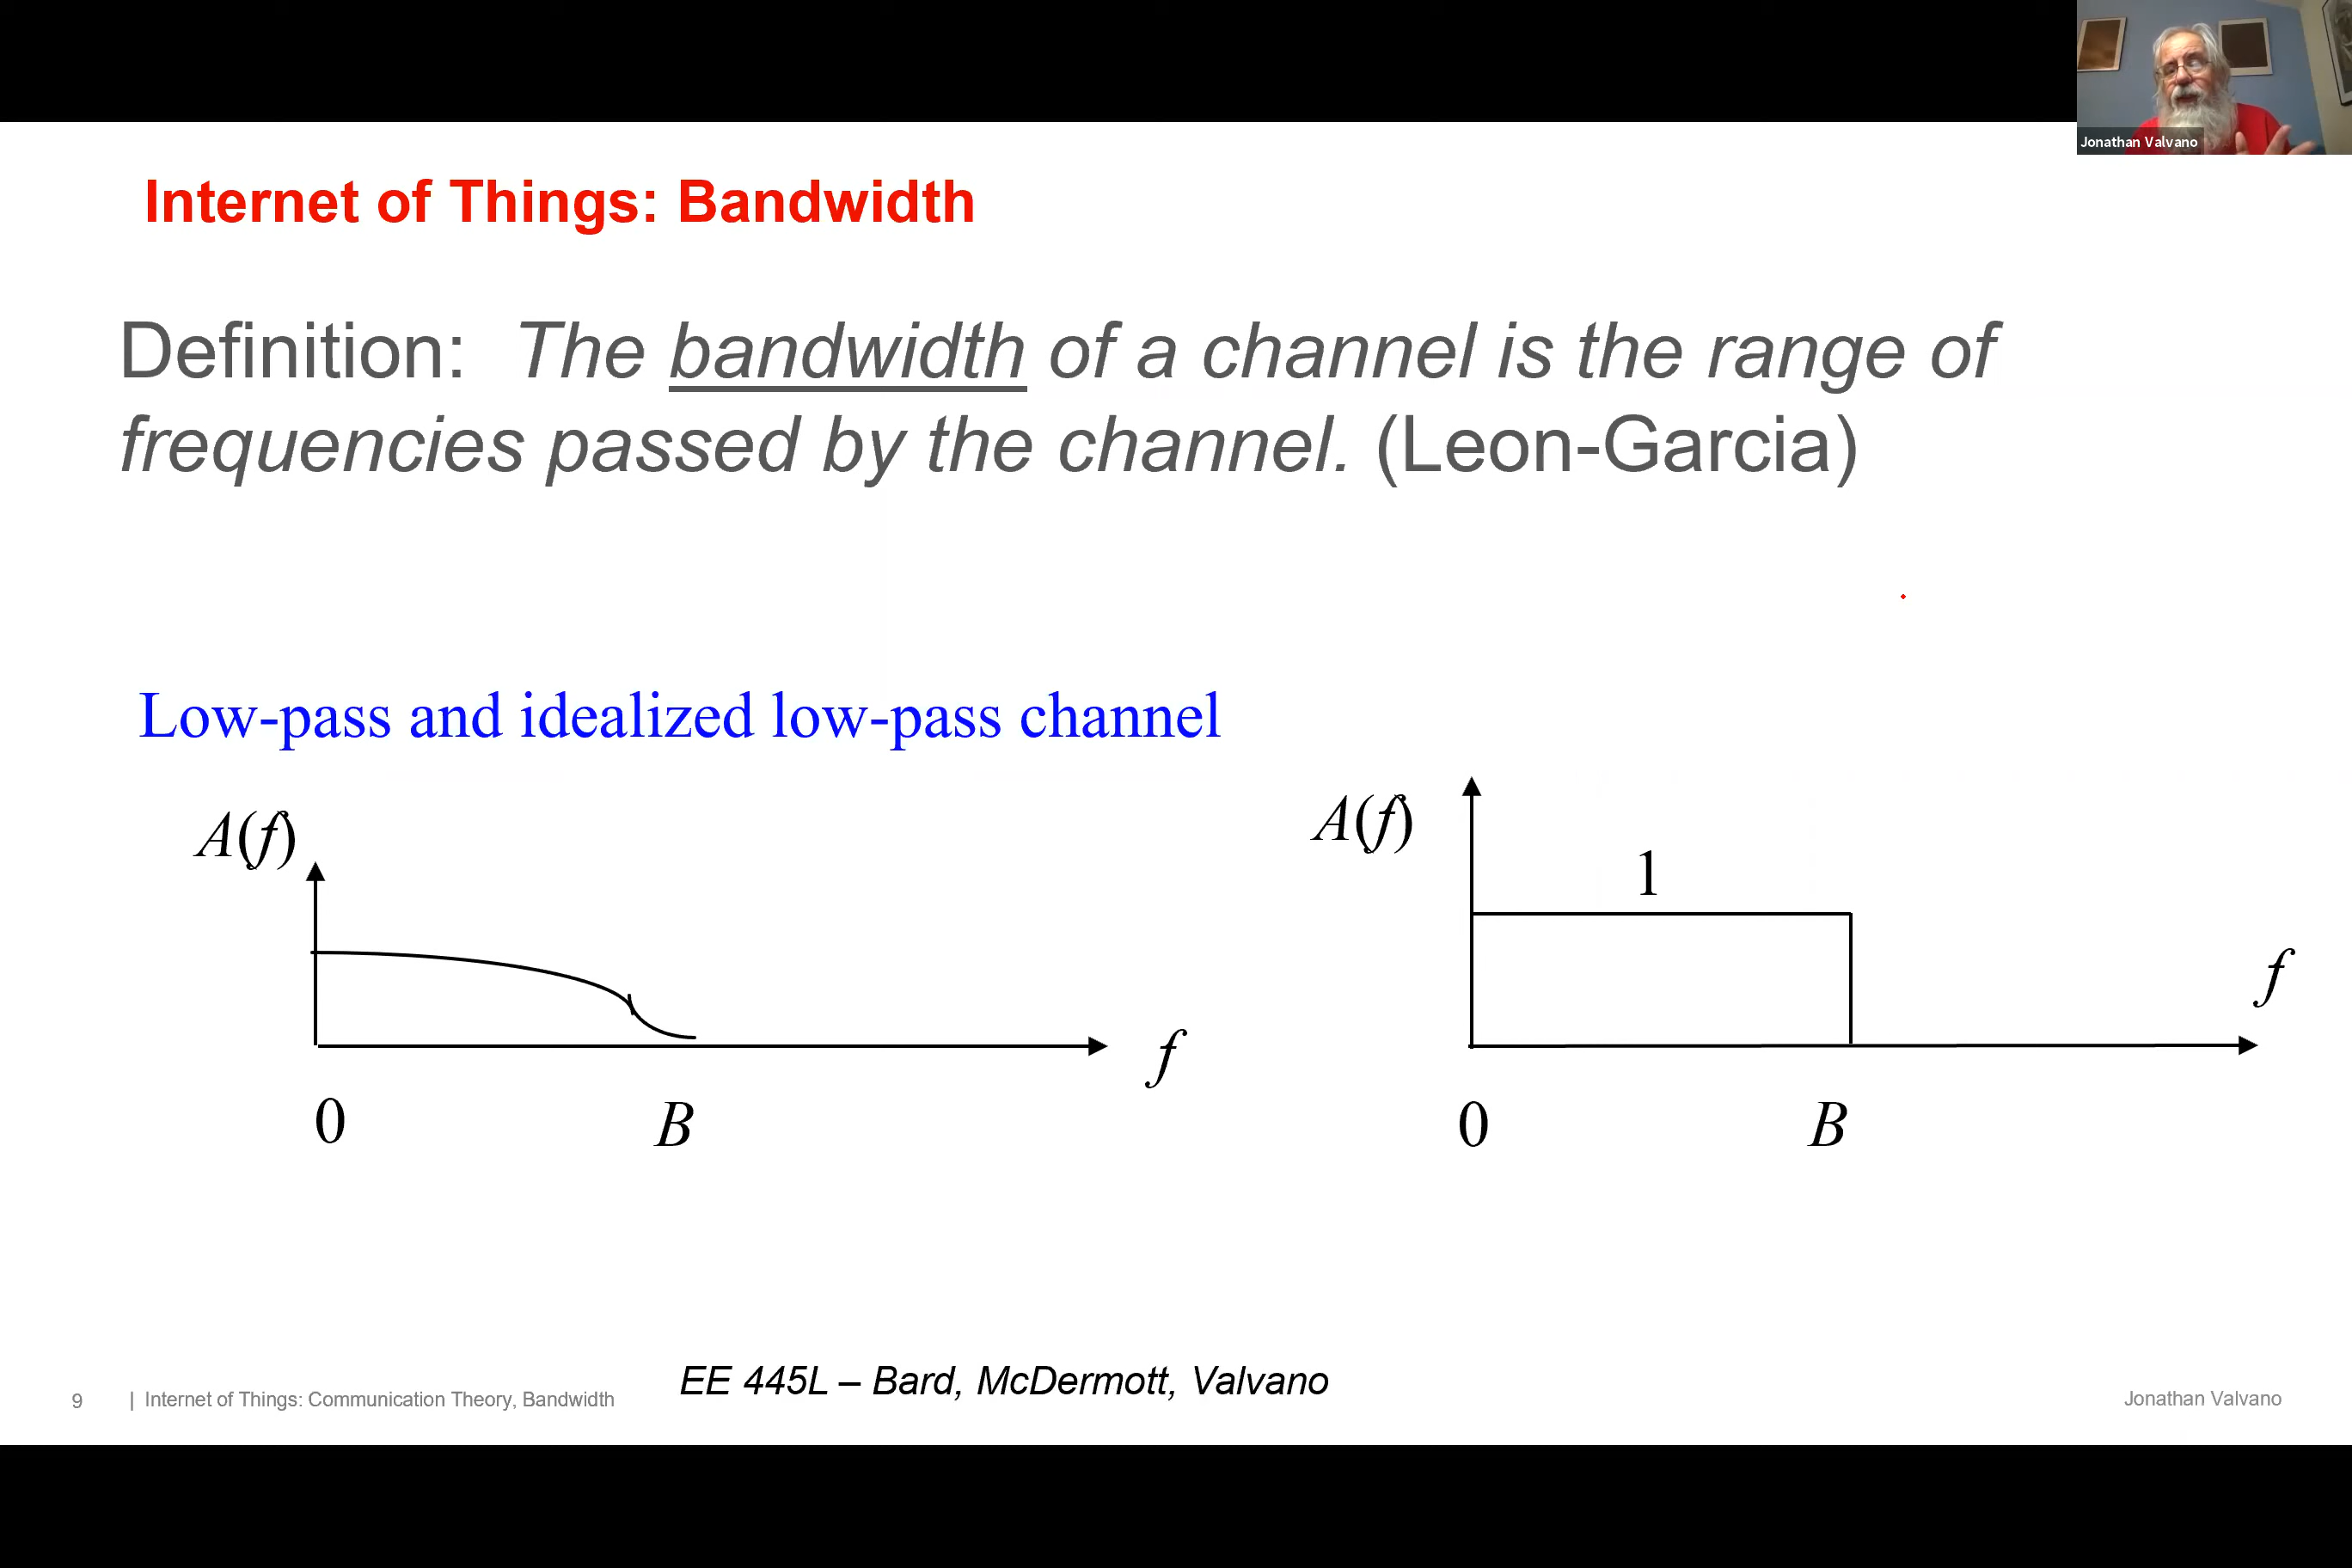 Jonathan Valvano
Internet of Things: Bandwidth
Definition: The bandwidth of a channel is the range of
frequencies passed by the channel. (Leon-Garcia)
Low-pass and idealized low-pass channel
A(f)
f
0
B
A(f)
1
f
0
B
9 | Internet of Things: Communication Theory, Bandwidth
EE 445L – Bard, McDermott, Valvano
Jonathan Valvano